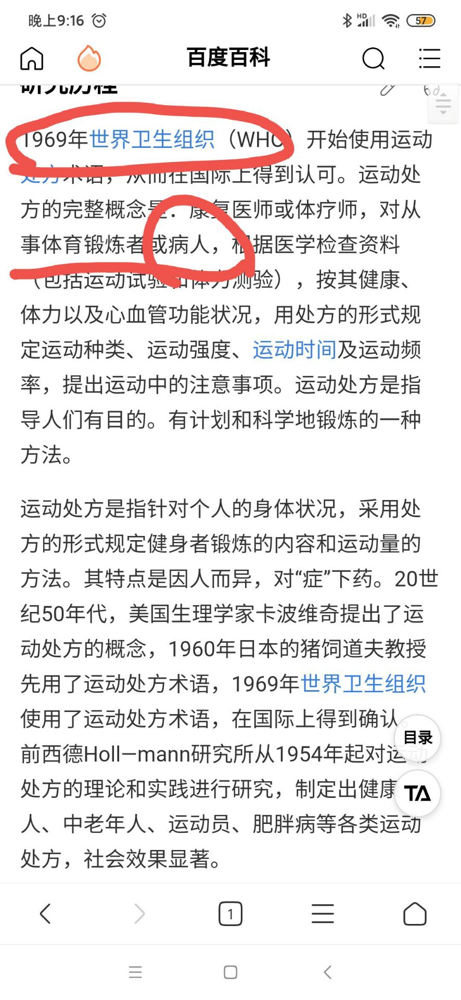 晚上9:16
HD
57
百度百科
研究历程
1969年世界卫生组织（WHO）开始使用运动
处方术语，从而在国际上得到认可。运动处
方的完整概念是：康复医师或体疗师，对从
事体育锻炼者或病人，根据医学检查资料
（包括运动试验和体力测验），按其健康、
体力以及心血管功能状况，用处方的形式规
定运动种类、运动强度、运动时间及运动频
率，提出运动中的注意事项。运动处方是指
导人们有目的。有计划和科学地锻炼的一种
方法。
运动处方是指针对个人的身体状况，采用处
方的形式规定健身者锻炼的内容和运动量的
方法。其特点是因人而异，对“症”下药。20世
纪50年代，美国生理学家卡波维奇提出了运
动处方的概念，1960年日本的猪饲道夫教授
先用了运动处方术语，1969年世界卫生组织
使用了运动处方术语，在国际上得到确认。
前西德Holl—mann研究所从1954年起对运动
处方的理论和实践进行研究，制定出健康
人、中老年人、运动员、肥胖病等各类运动
处方，社会效果显著。
目录
TA
1